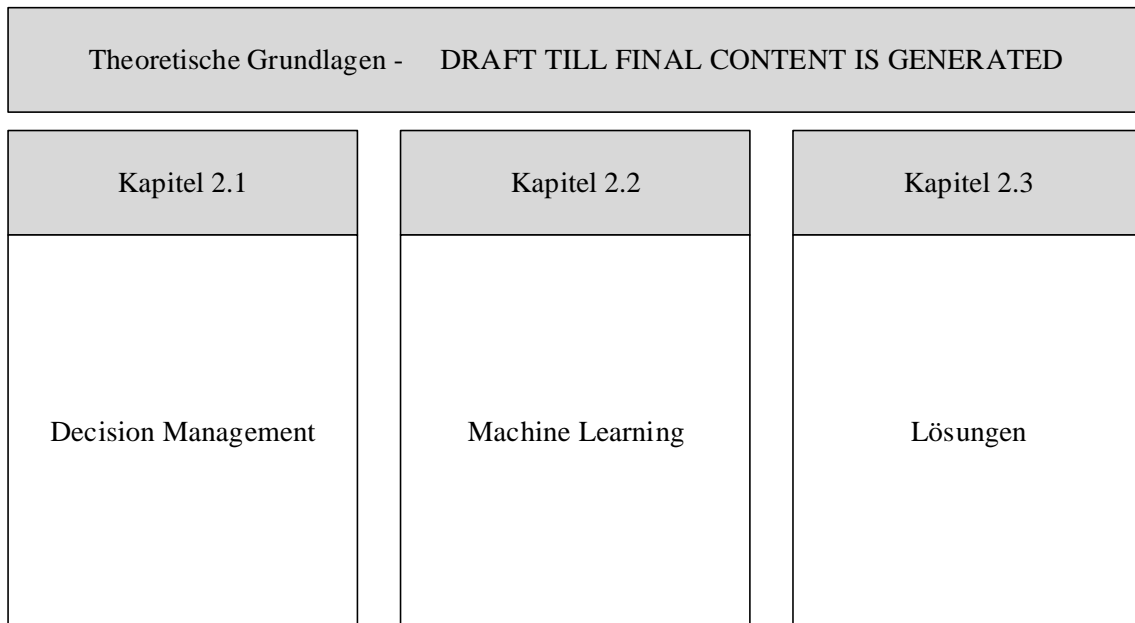 Theoretische Grundlagen - DRAFT TILL FINAL CONTENT IS GENERATED
Kapitel 2.1
Kapitel 2.2
Kapitel 2.3
Decision Management
Machine Learning
Lösungen